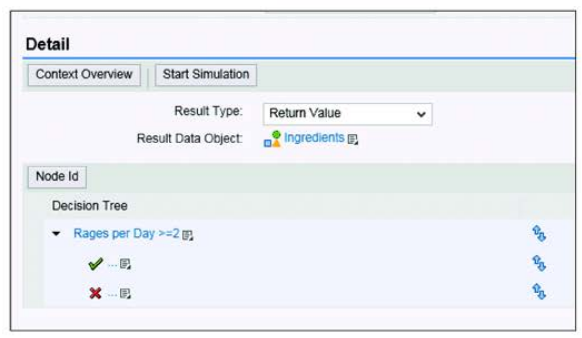 Detail
Context Overview Start Simulation
Result Type: Return Value
Result Data Object: Ingredients
Node Id
Decision Tree
Rages per Day >=2
...
...